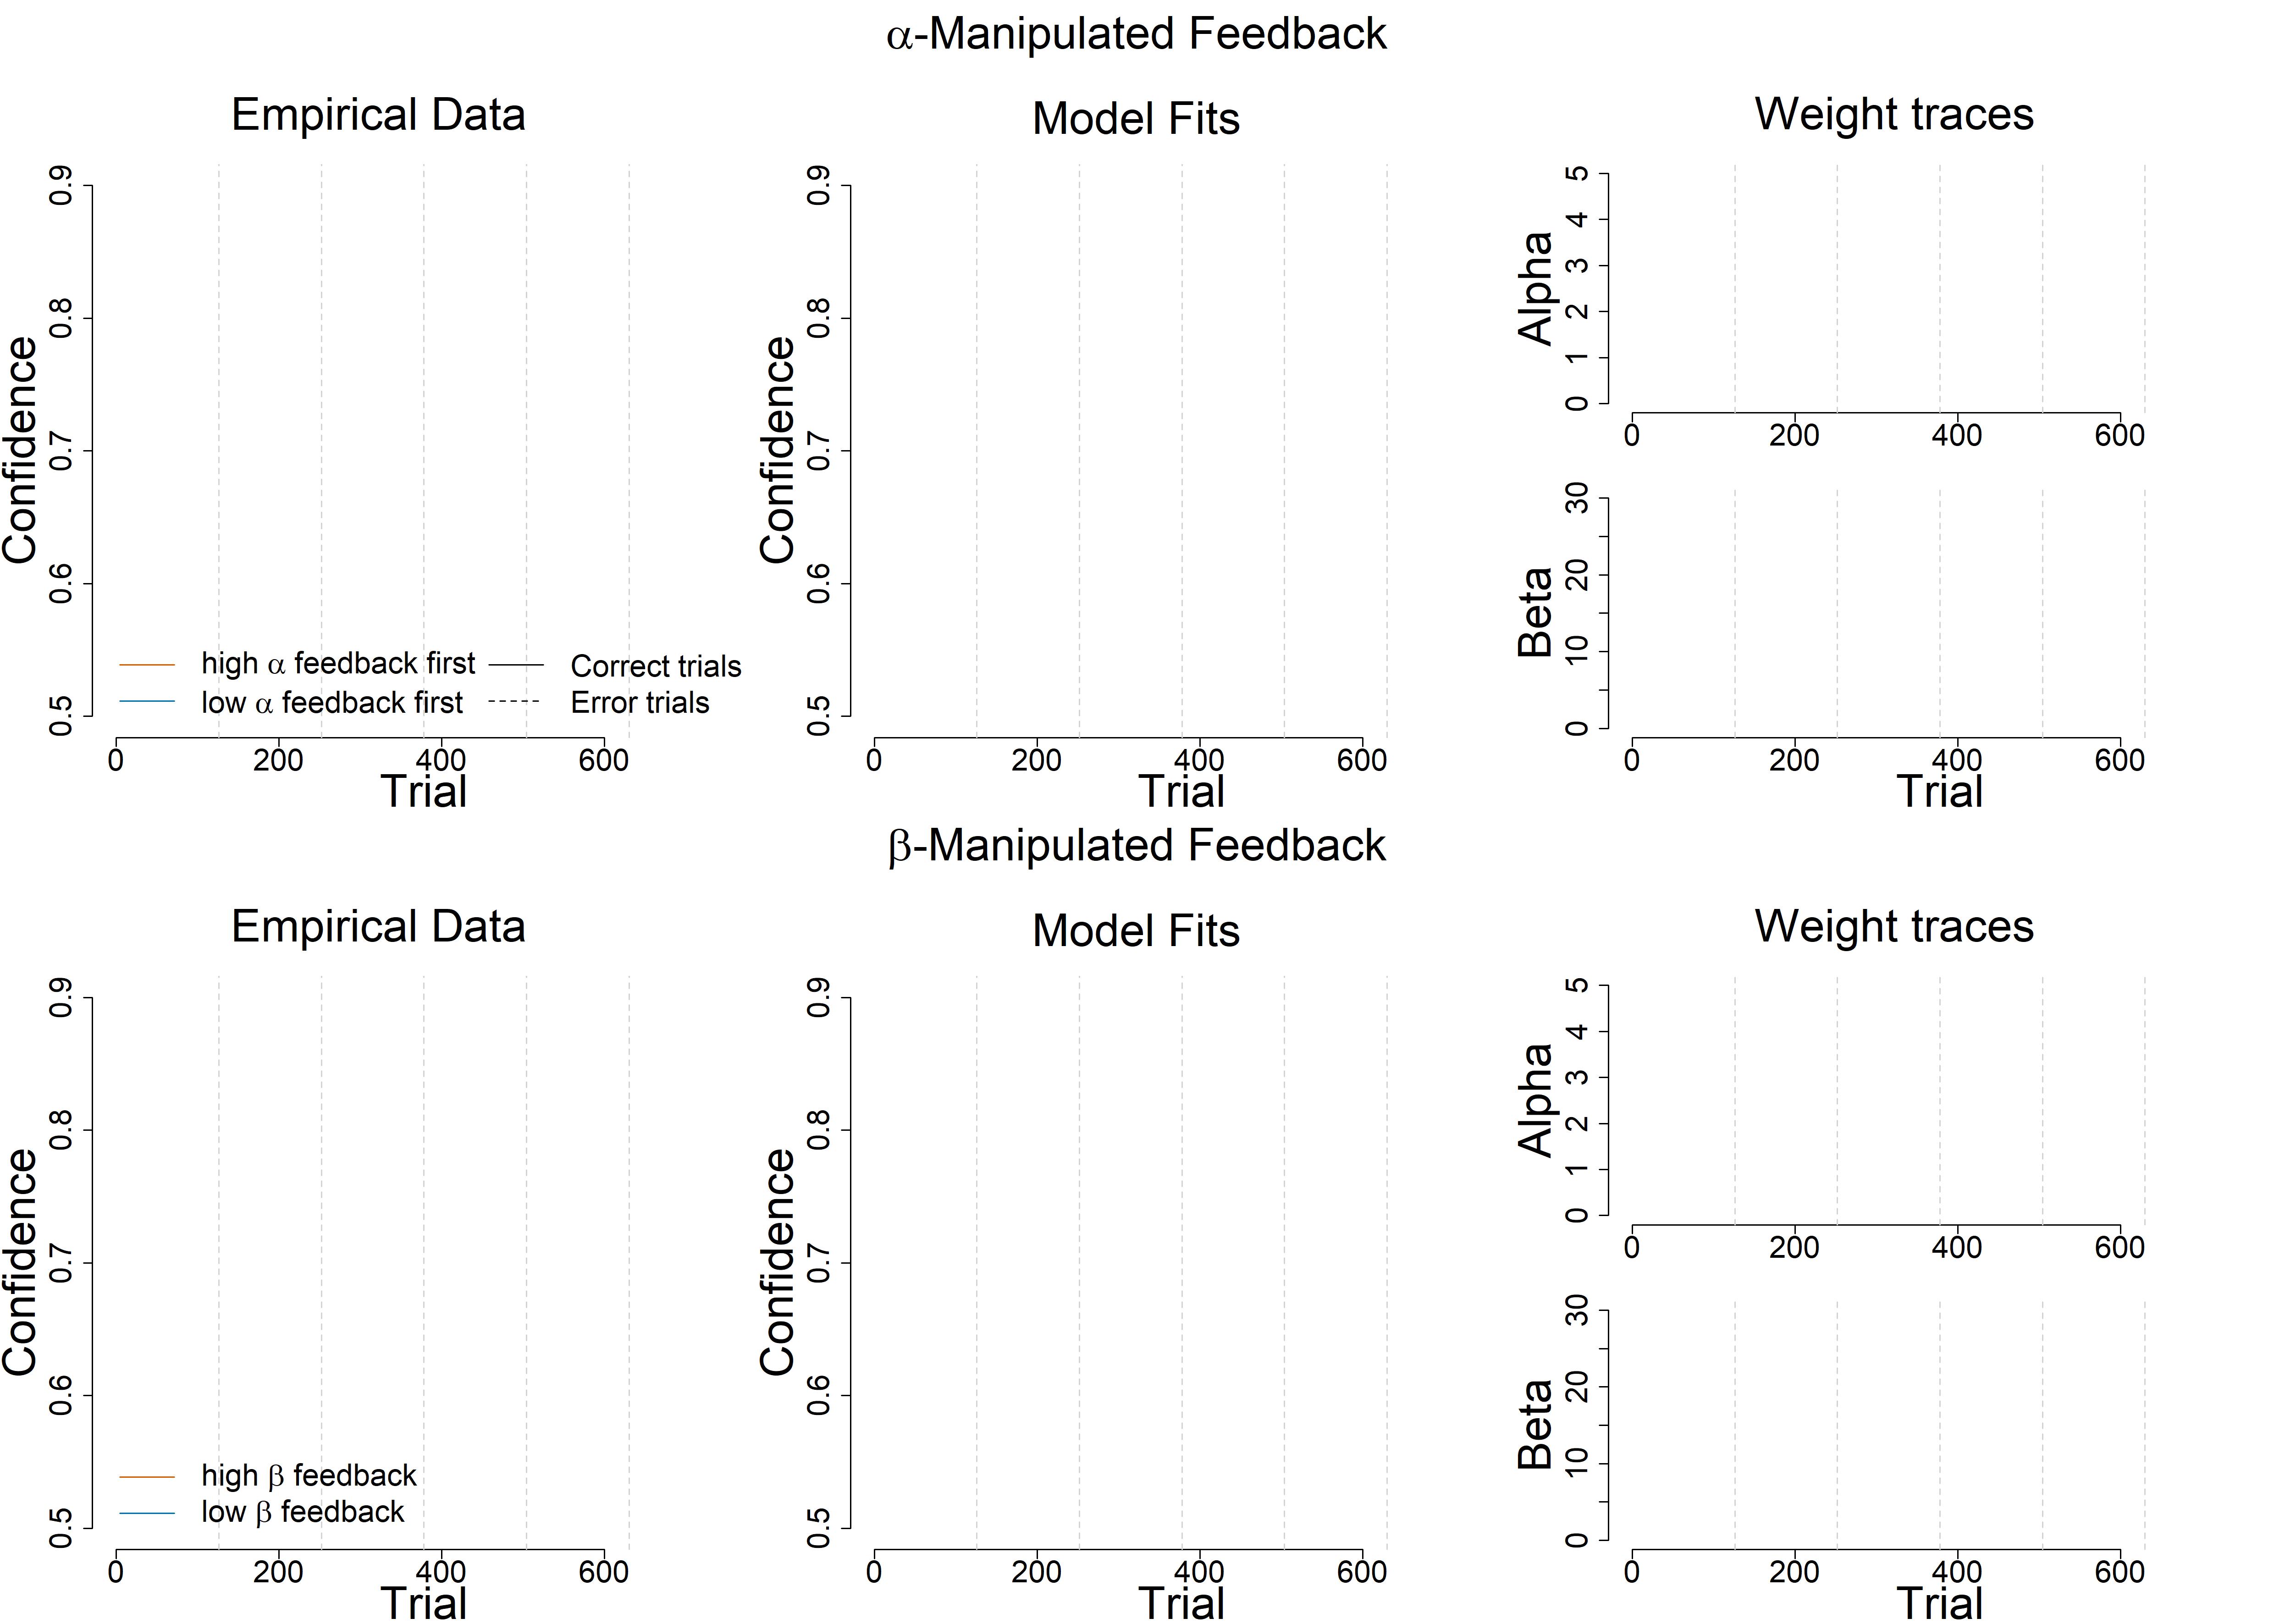 α-Manipulated Feedback
Empirical Data
Confidence
0.9
0.8
0.7
0.6
0.5
high α feedback first
low α feedback first
Correct trials
Error trials
0 200 400 600
Trial
Model Fits
Confidence
0.9
0.8
0.7
0.6
0.5
0 200 400 600
Trial
Weight traces
Alpha
5
4
3
2
1
0
0 200 400 600
Beta
30
20
10
0
0 200 400 600
Trial
β-Manipulated Feedback
Empirical Data
Confidence
0.9
0.8
0.7
0.6
0.5
high β feedback
low β feedback
0 200 400 600
Trial
Model Fits
Confidence
0.9
0.8
0.7
0.6
0.5
0 200 400 600
Trial
Weight traces
Alpha
5
4
3
2
1
0
0 200 400 600
Beta
30
20
10
0
0 200 400 600
Trial